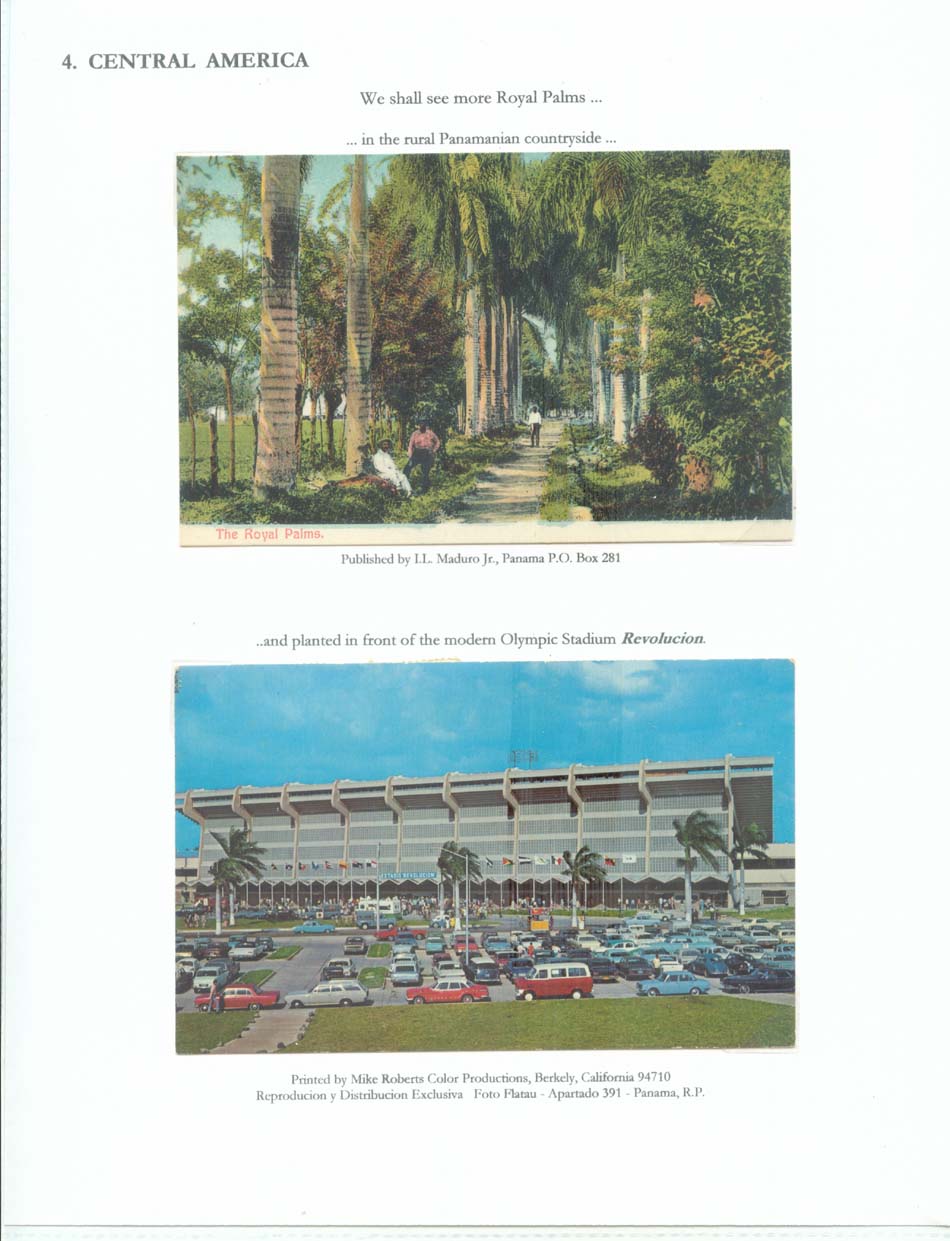 4. CENTRAL AMERICA
We shall see more Royal Palms ...
... in the rural Panamanian countryside ...
The Royal Palms.
Published by I.L. Maduro Jr., Panama P.O. Box 281
..and planted in front of the modern Olympic Stadium Revolucion.
ESTADIO REVOLUCION
Printed by Mike Roberts Color Productions, Berkely, California 94710
Reproducion y Distribucion Exclusiva Foto Flatau - Apartado 391 - Panama, R.P.